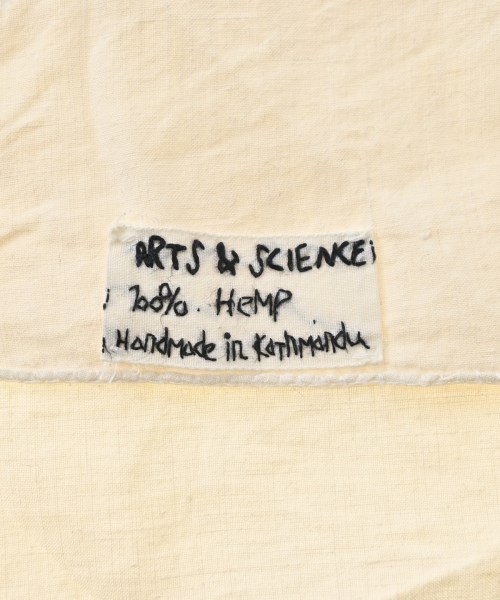 ARTS & SCIENCE
100%. HEMP
Handmade in Kathmandu